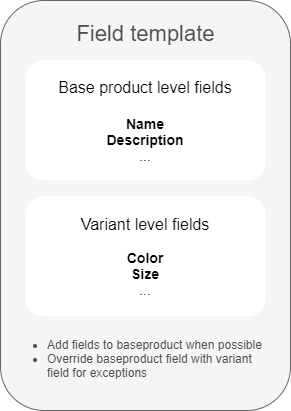 Field template
Base product level fields
Name
Description
...
Variant level fields
Color
Size
...
• Add fields to baseproduct when possible
• Override baseproduct field with variant
field for exceptions